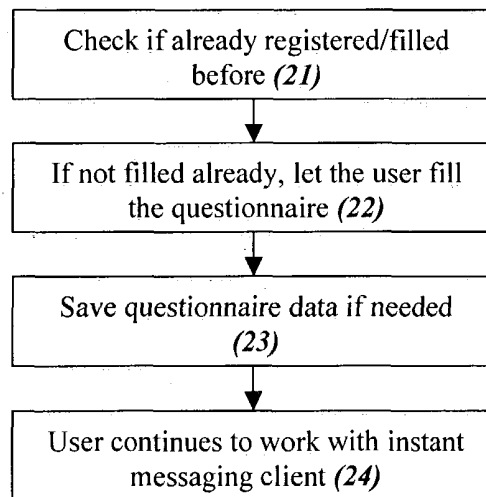 Check if already registered/filled
before (21)
If not filled already, let the user fill
the questionnaire (22)
Save questionnaire data if needed
(23)
User continues to work with instant
messaging client (24)